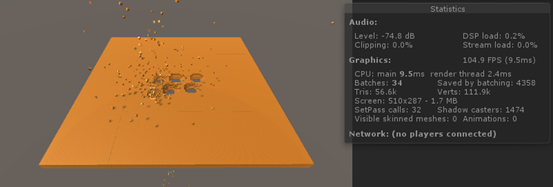 Statistics
Audio:
Level: -74.8 dB DSP load: 0.2%
Clipping: 0.0% Stream load: 0.0%
Graphics: 104.9 FPS (9.5ms)
CPU: main 9.5ms render thread 2.4ms
Batches: 34 Saved by batching: 4358
Tris: 56.6k Verts: 111.9k
Screen: 510x287 - 1.7 MB
SetPass calls: 32 Shadow casters: 1474
Visible skinned meshes: 0 Animations: 0
Network: (no players connected)